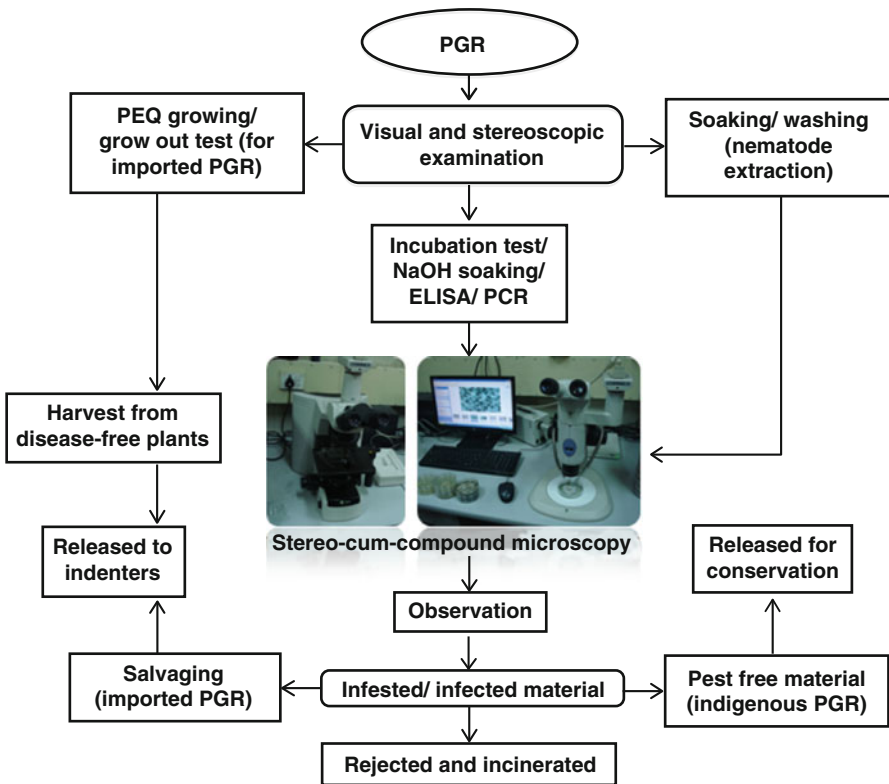 PGR
PEQ growing/
grow out test (for
imported PGR)
Visual and stereoscopic
examination
Soaking/ washing
(nematode
extraction)
Incubation test/
NaOH soaking/
ELISA/ PCR
Harvest from
disease-free plants
Stereo-cum-compound microscopy
Released to
indenters
Released for
conservation
Observation
Salvaging
(imported PGR)
Infested/ infected material
Pest free material
(indigenous PGR)
Rejected and incinerated